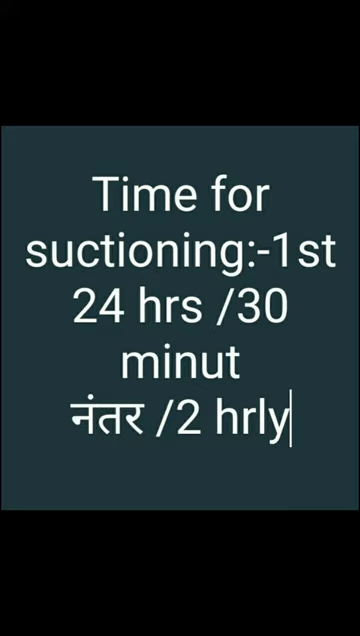 Time for
suctioning:-1st
24 hrs /30
minut
नंतर /2 hrly